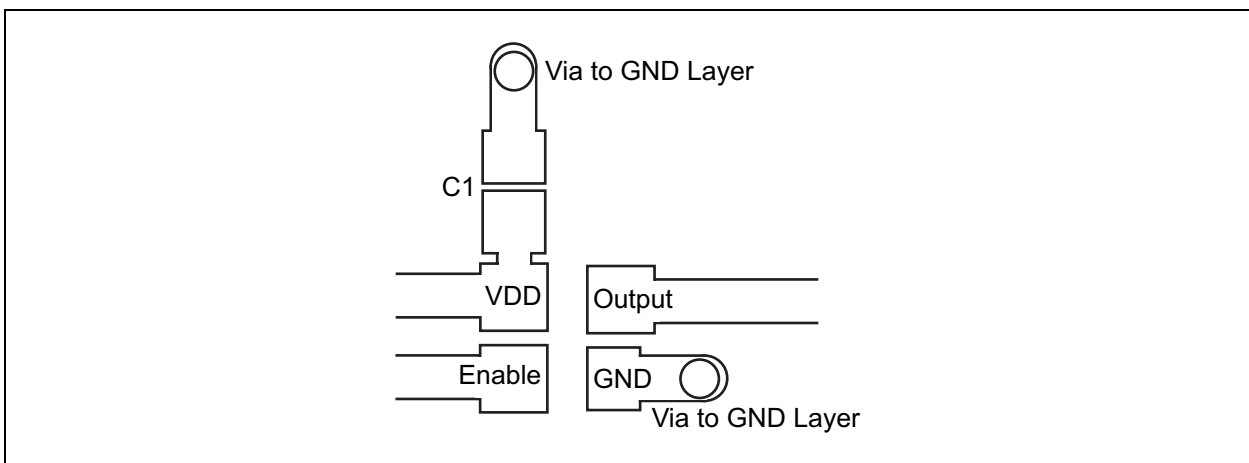 Via to GND Layer
C1
VDD
Output
Enable
GND
Via to GND Layer